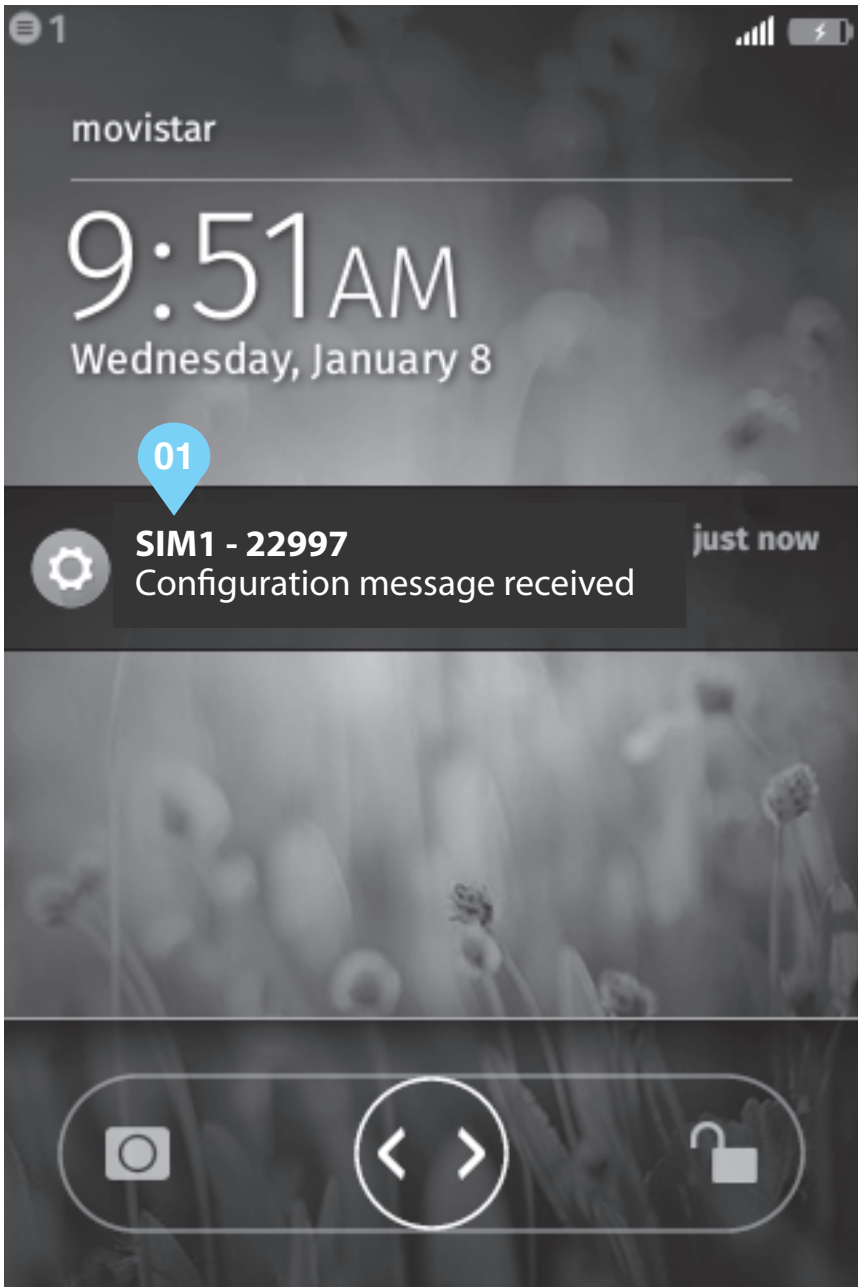 1
movistar
9:51AM
Wednesday, January 8
01
SIM1 - 22997
just now
Configuration message received